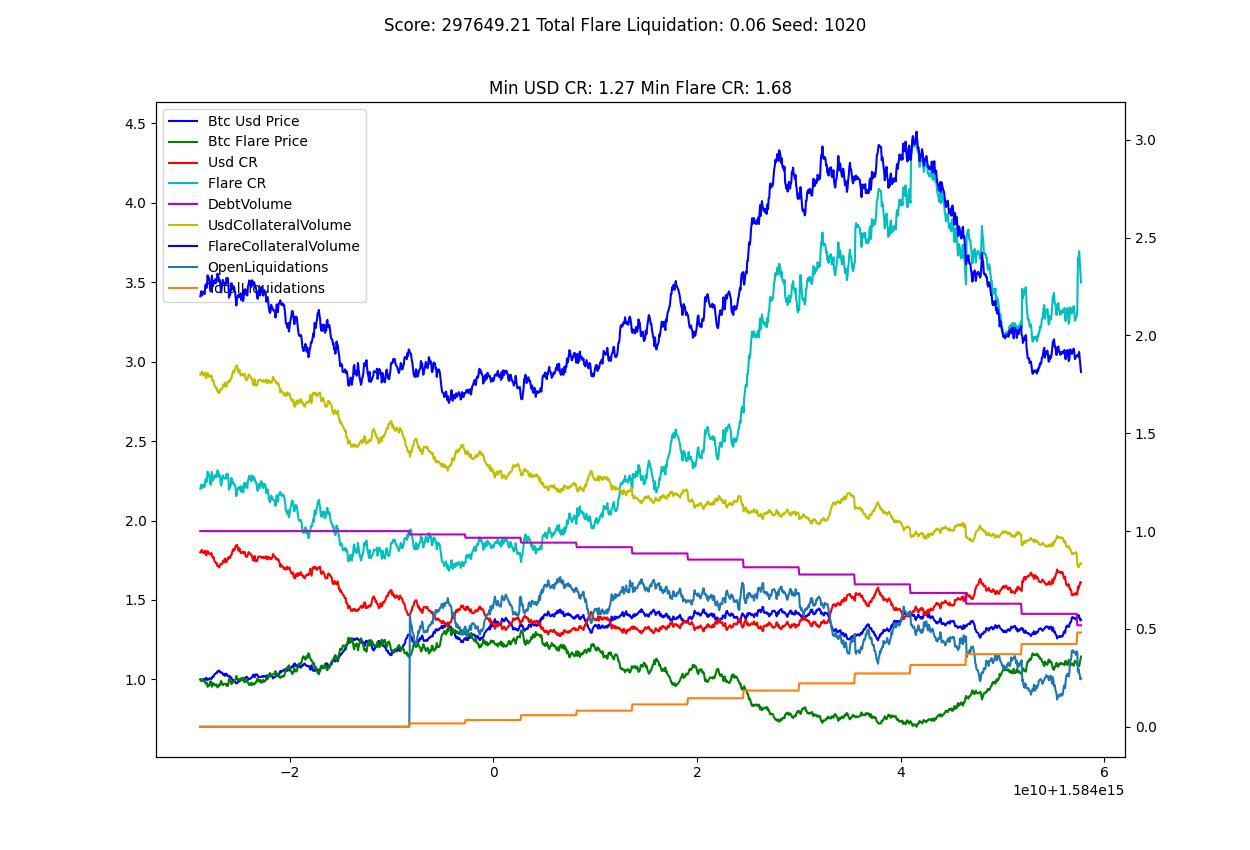 Score: 297649.21 Total Flare Liquidation: 0.06 Seed: 1020
Min USD CR: 1.27 Min Flare CR: 1.68
Btc Usd Price
Btc Flare Price
Usd CR
Flare CR
DebtVolume
UsdCollateralVolume
FlareCollateralVolume
OpenLiquidations
TotalLiquidations
4.5
4.0
3.5
3.0
2.5
2.0
1.5
1.0
3.0
2.5
2.0
1.5
1.0
0.5
0.0
−2 0 2 4 6
1e10+1.584e15